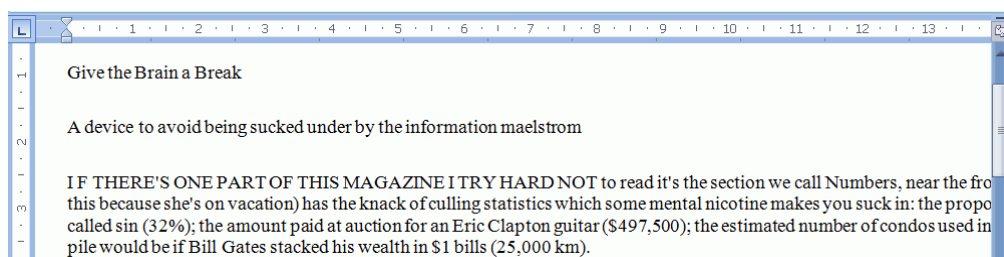 L 1 2 3 4 5 6 7 8 9 10 11 12 13
1
2
3
Give the Brain a Break
A device to avoid being sucked under by the information maelstrom
I F THERE'S ONE PART OF THIS MAGAZINE I TRY HARD NOT to read it's the section we call Numbers, near the fro
this because she's on vacation) has the knack of culling statistics which some mental nicotine makes you suck in: the propo
called sin (32%); the amount paid at auction for an Eric Clapton guitar ($497,500); the estimated number of condos used in
pile would be if Bill Gates stacked his wealth in $1 bills (25,000 km).